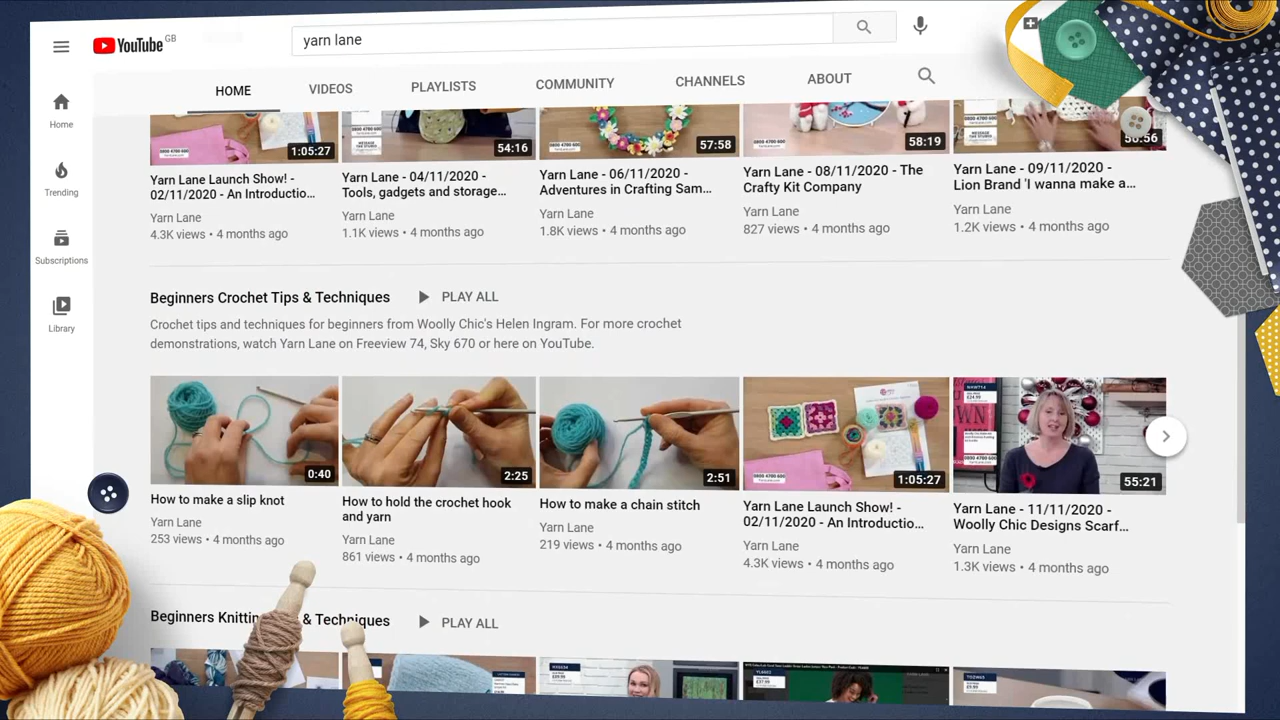 YouTube GB
yarn lane
HOME VIDEOS PLAYLISTS COMMUNITY CHANNELS ABOUT
Home
Trending
Subscriptions
Library
1:05:27
54:16
57:58
58:19
56:56
Yarn Lane Launch Show! -
02/11/2020 - An Introductio...
Yarn Lane
4.3K views • 4 months ago
Yarn Lane - 04/11/2020 -
Tools, gadgets and storage...
Yarn Lane
1.1K views • 4 months ago
Yarn Lane - 06/11/2020 -
Adventures in Crafting Sam...
Yarn Lane
1.8K views • 4 months ago
Yarn Lane - 08/11/2020 - The
Crafty Kit Company
Yarn Lane
827 views • 4 months ago
Yarn Lane - 09/11/2020 -
Lion Brand 'I wanna make a...
Yarn Lane
1.2K views • 4 months ago
Beginners Crochet Tips & Techniques PLAY ALL
Crochet tips and techniques for beginners from Woolly Chic's Helen Ingram. For more crochet
demonstrations, watch Yarn Lane on Freeview 74, Sky 670 or here on YouTube.
0:40
2:25
2:51
0800 4700 600
1:05:27
0800 4700 600
55:21
How to make a slip knot
Yarn Lane
253 views • 4 months ago
How to hold the crochet hook
and yarn
Yarn Lane
861 views • 4 months ago
How to make a chain stitch
Yarn Lane
219 views • 4 months ago
Yarn Lane Launch Show! -
02/11/2020 - An Introductio...
Yarn Lane
4.3K views • 4 months ago
Yarn Lane - 11/11/2020 -
Woolly Chic Designs Scarf...
Yarn Lane
1.3K views • 4 months ago
Beginners & Techniques PLAY ALL